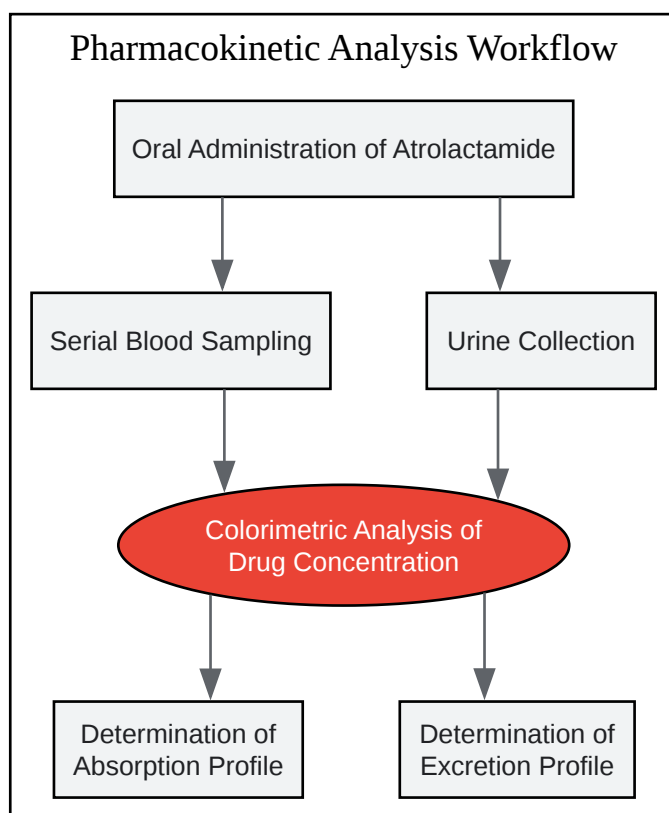 Pharmacokinetic Analysis Workflow
Oral Administration of Atrolactamide
Serial Blood Sampling
Urine Collection
Colorimetric Analysis of
Drug Concentration
Determination of
Absorption Profile
Determination of
Excretion Profile